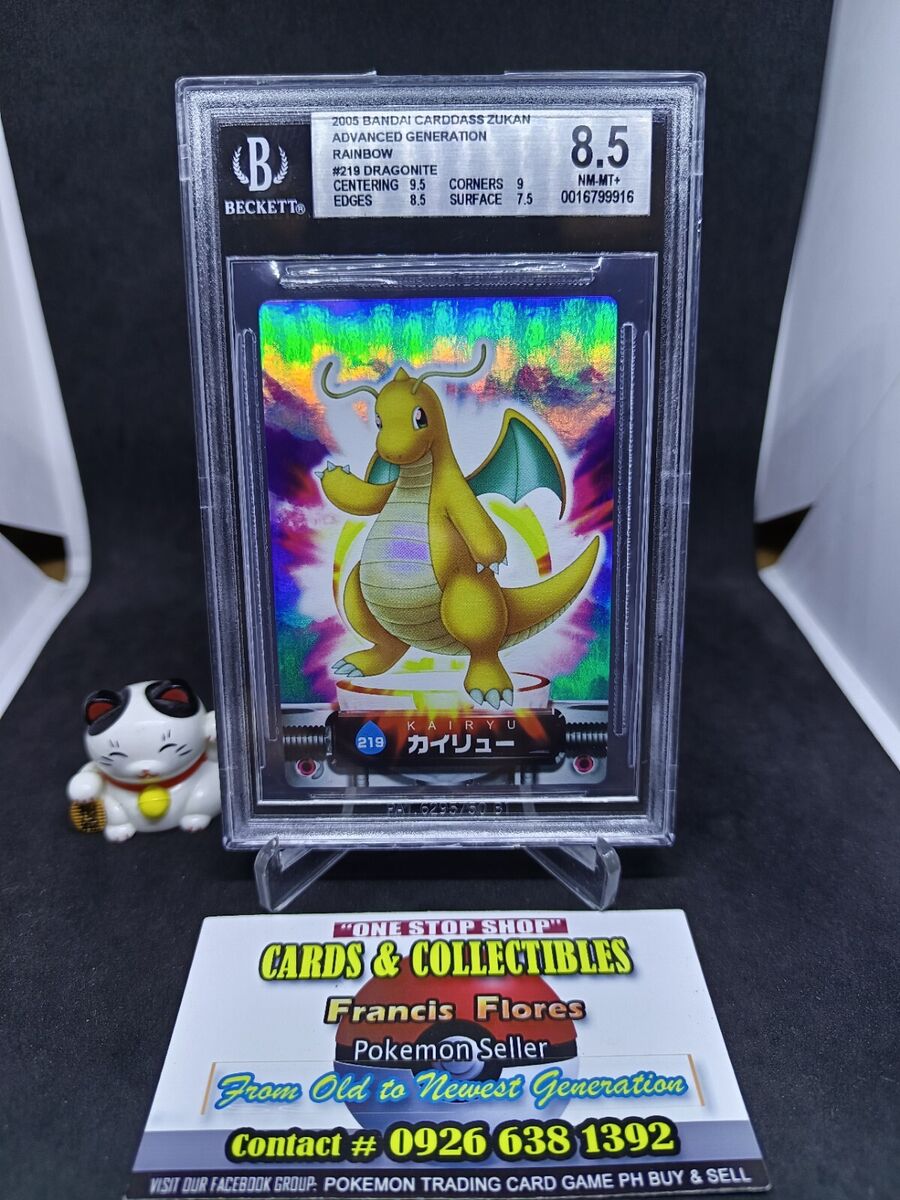 2005 BANDAI CARDDASS ZUKAN
ADVANCED GENERATION
RAINBOW
#219 DRAGONITE
CENTERING 9.5 CORNERS 9
EDGES 8.5 SURFACE 7.5
8.5
NM-MT+
0016799916
B
BECKETT®
KAIRYU
219 カイリュー
"ONE STOP SHOP"
CARDS & COLLECTIBLES
Francis Flores
Pokemon Seller
From Old to Newest Generation
Contact # 0926 638 1392
VISIT OUR FACEBOOK GROUP: POKEMON TRADING CARD GAME PH BUY & SELL